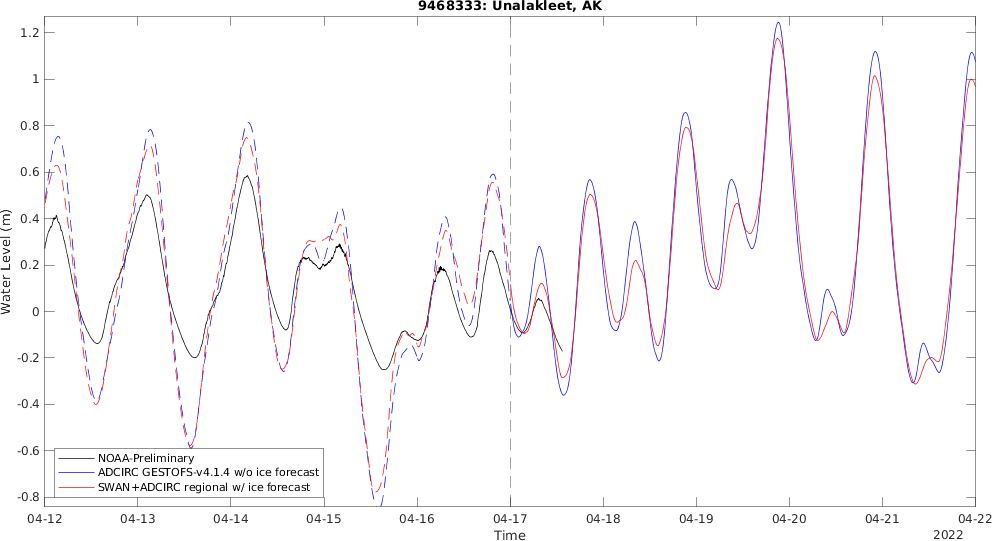 9468333: Unalakleet, AK
Water Level (m)
1.2
1
0.8
0.6
0.4
0.2
0
-0.2
-0.4
-0.6
-0.8
NOAA-Preliminary
ADCIRC GESTOFS-v4.1.4 w/o ice forecast
SWAN+ADCIRC regional w/ ice forecast
04-12 04-13 04-14 04-15 04-16 04-17 04-18 04-19 04-20 04-21 04-22
Time
2022